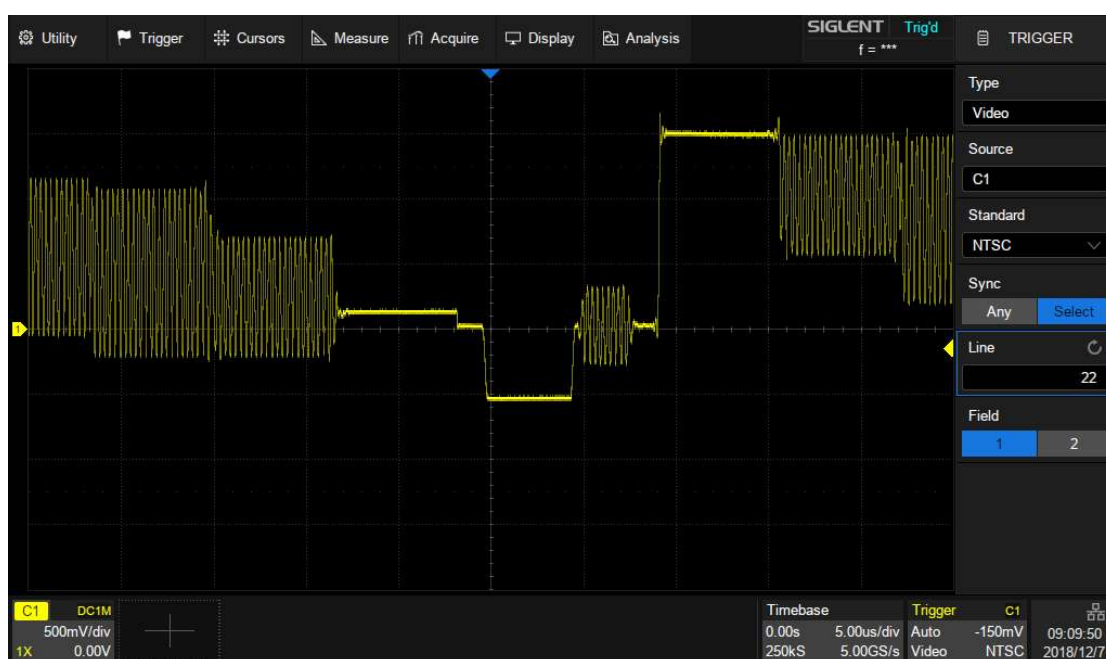 Utility Trigger Cursors Measure Acquire Display Analysis
SIGLENT Trig'd
f = ***
TRIGGER
Type
Video
Source
C1
Standard
NTSC
Sync
Any Select
Line
22
Field
1 2
1
C1 DC1M
500mV/div
1X 0.00V
Timebase
0.00s 5.00us/div
250kS 5.00GS/s
Trigger C1
Auto -150mV
Video NTSC
09:09:50
2018/12/7